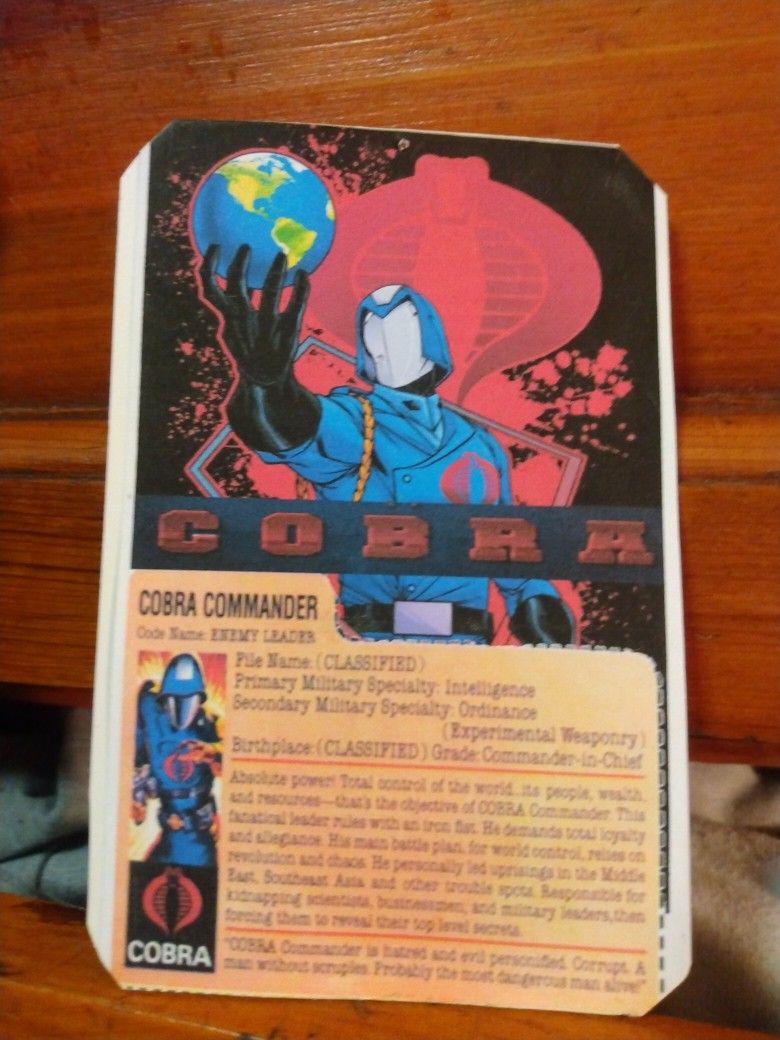 COBRA
COBRA COMMANDER
Code Name: ENEMY LEADER
File Name: (CLASSIFIED)
Primary Military Specialty: Intelligence
Secondary Military Specialty: Ordinance
(Experimental Weaponry)
Birthplace: (CLASSIFIED) Grade: Commander-in-Chief
Absolute power! Total control of the world...its people, wealth,
and resources—that's the objective of COBRA Commander. This
fanatical leader rules with an iron fist. He demands total loyalty
and allegiance. His main battle plan, for world control, relies on
revolution and chaos. He personally led uprisings in the Middle
East, Southeast Asia and other trouble spots. Responsible for
kidnapping scientists, businessmen, and military leaders,then
forcing them to reveal their top level secrets.
"COBRA Commander is hatred and evil personified. Corrupt. A
man without scruples. Probably the most dangerous man alive!"
COBRA